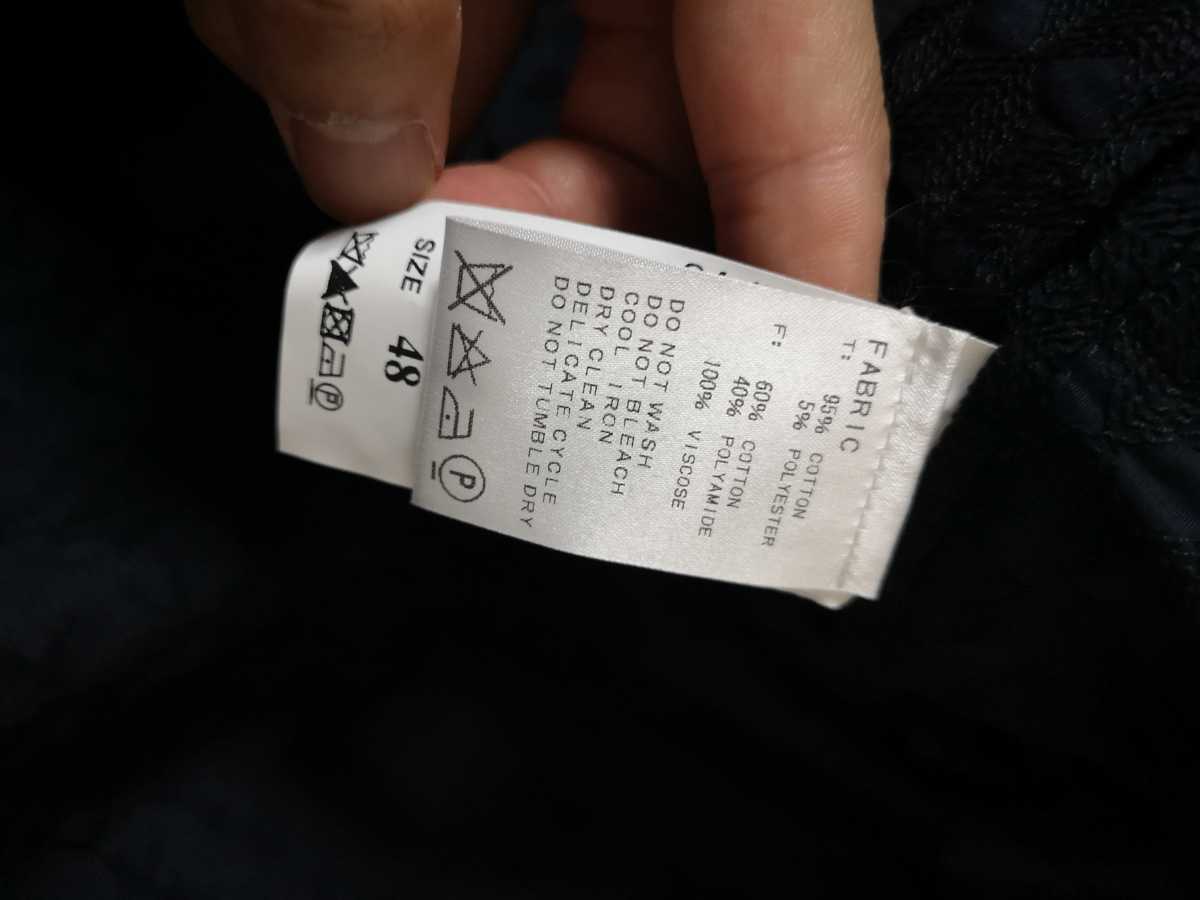 FABRIC
T: 95% COTTON
5% POLYESTER
F: 60% COTTON
40% POLYAMIDE
100% VISCOSE
DO NOT WASH
DO NOT BLEACH
COOL IRON
DRY CLEAN
DELICATE CYCLE
DO NOT TUMBLE DRY
P
SIZE 48
P